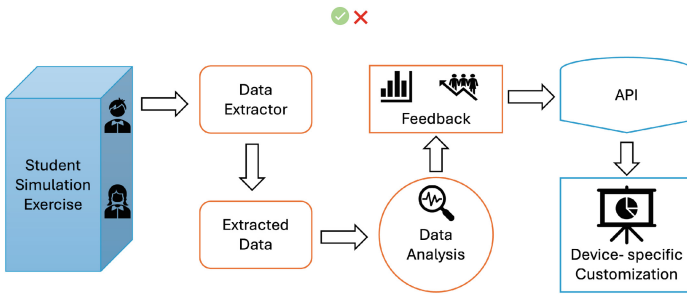 Student
Simulation
Exercise
Data
Extractor
Extracted
Data
Data
Analysis
Feedback
API
Device- specific
Customization